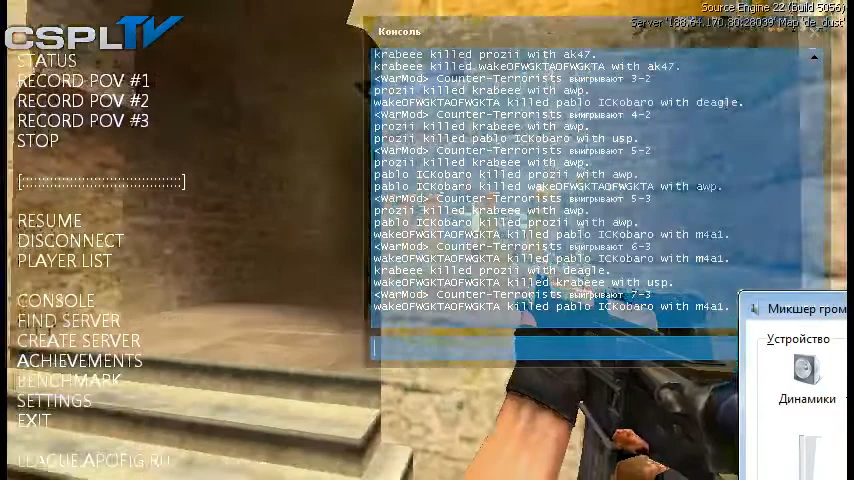 Source Engine 22 (build 5056)
Server 188.64.170.80:28039 Map de_dust
CSPLTV
STATUS
RECORD POV #1
RECORD POV #2
RECORD POV #3
STOP
[::::::::::::::::::::::::::::::::::::::]
RESUME
DISCONNECT
PLAYER LIST
CONSOLE
FIND SERVER
CREATE SERVER
ACHIEVEMENTS
BENCHMARK
SETTINGS
EXIT
LEAGUE.APOFIG.RU
Консоль
krabeee killed prozii with ak47.
krabeee killed wakeOFWGKTAOFWGKTA with ak47.
<WarMod> Counter-Terrorists выигрывают 3-2
prozii killed krabeee with awp.
wakeOFWGKTAOFWGKTA killed pablo ICKobaro with deagle.
<WarMod> Counter-Terrorists выигрывают 4-2
prozii killed krabeee with awp.
prozii killed pablo ICKobaro with usp.
<WarMod> Counter-Terrorists выигрывают 5-2
prozii killed krabeee with awp.
pablo ICKobaro killed prozii with awp.
pablo ICKobaro killed wakeOFWGKTAOFWGKTA with awp.
<WarMod> Counter-Terrorists выигрывают 5-3
prozii killed krabeee with awp.
pablo ICKobaro killed prozii with awp.
wakeOFWGKTAOFWGKTA killed pablo ICKobaro with m4a1.
<WarMod> Counter-Terrorists выигрывают 6-3
wakeOFWGKTAOFWGKTA killed pablo ICKobaro with m4a1.
krabeee killed prozii with deagle.
wakeOFWGKTAOFWGKTA killed krabeee with usp.
<WarMod> Counter-Terrorists выигрывают 7-3
wakeOFWGKTAOFWGKTA killed pablo ICKobaro with m4a1.
Микшер гром
Устройство
Динамики